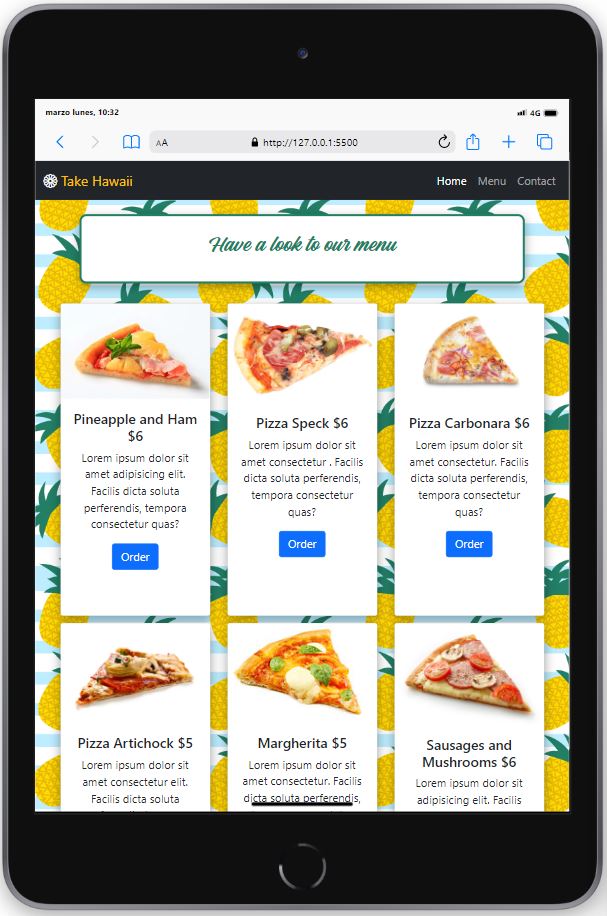 marzo lunes, 10:32
4G
AA
http://127.0.0.1:5500
Take Hawaii
Home Menu Contact
Have a look to our menu
Pineapple and Ham
$6
Lorem ipsum dolor sit
amet adipisicing elit.
Facilis dicta soluta
perferendis, tempora
consectetur quas?
Order
Pizza Speck $6
Lorem ipsum dolor sit
amet consectetur . Facilis
dicta soluta perferendis,
tempora consectetur
quas?
Order
Pizza Carbonara $6
Lorem ipsum dolor sit
amet consectetur. Facilis
dicta soluta perferendis,
tempora consectetur
quas?
Order
Pizza Artichock $5
Lorem ipsum dolor sit
amet consectetur elit.
Facilis dicta soluta
Margherita $5
Lorem ipsum dolor sit
amet consectetur. Facilis
dicta soluta perferendis,
Sausages and
Mushrooms $6
Lorem ipsum dolor sit
adipisicing elit. Facilis